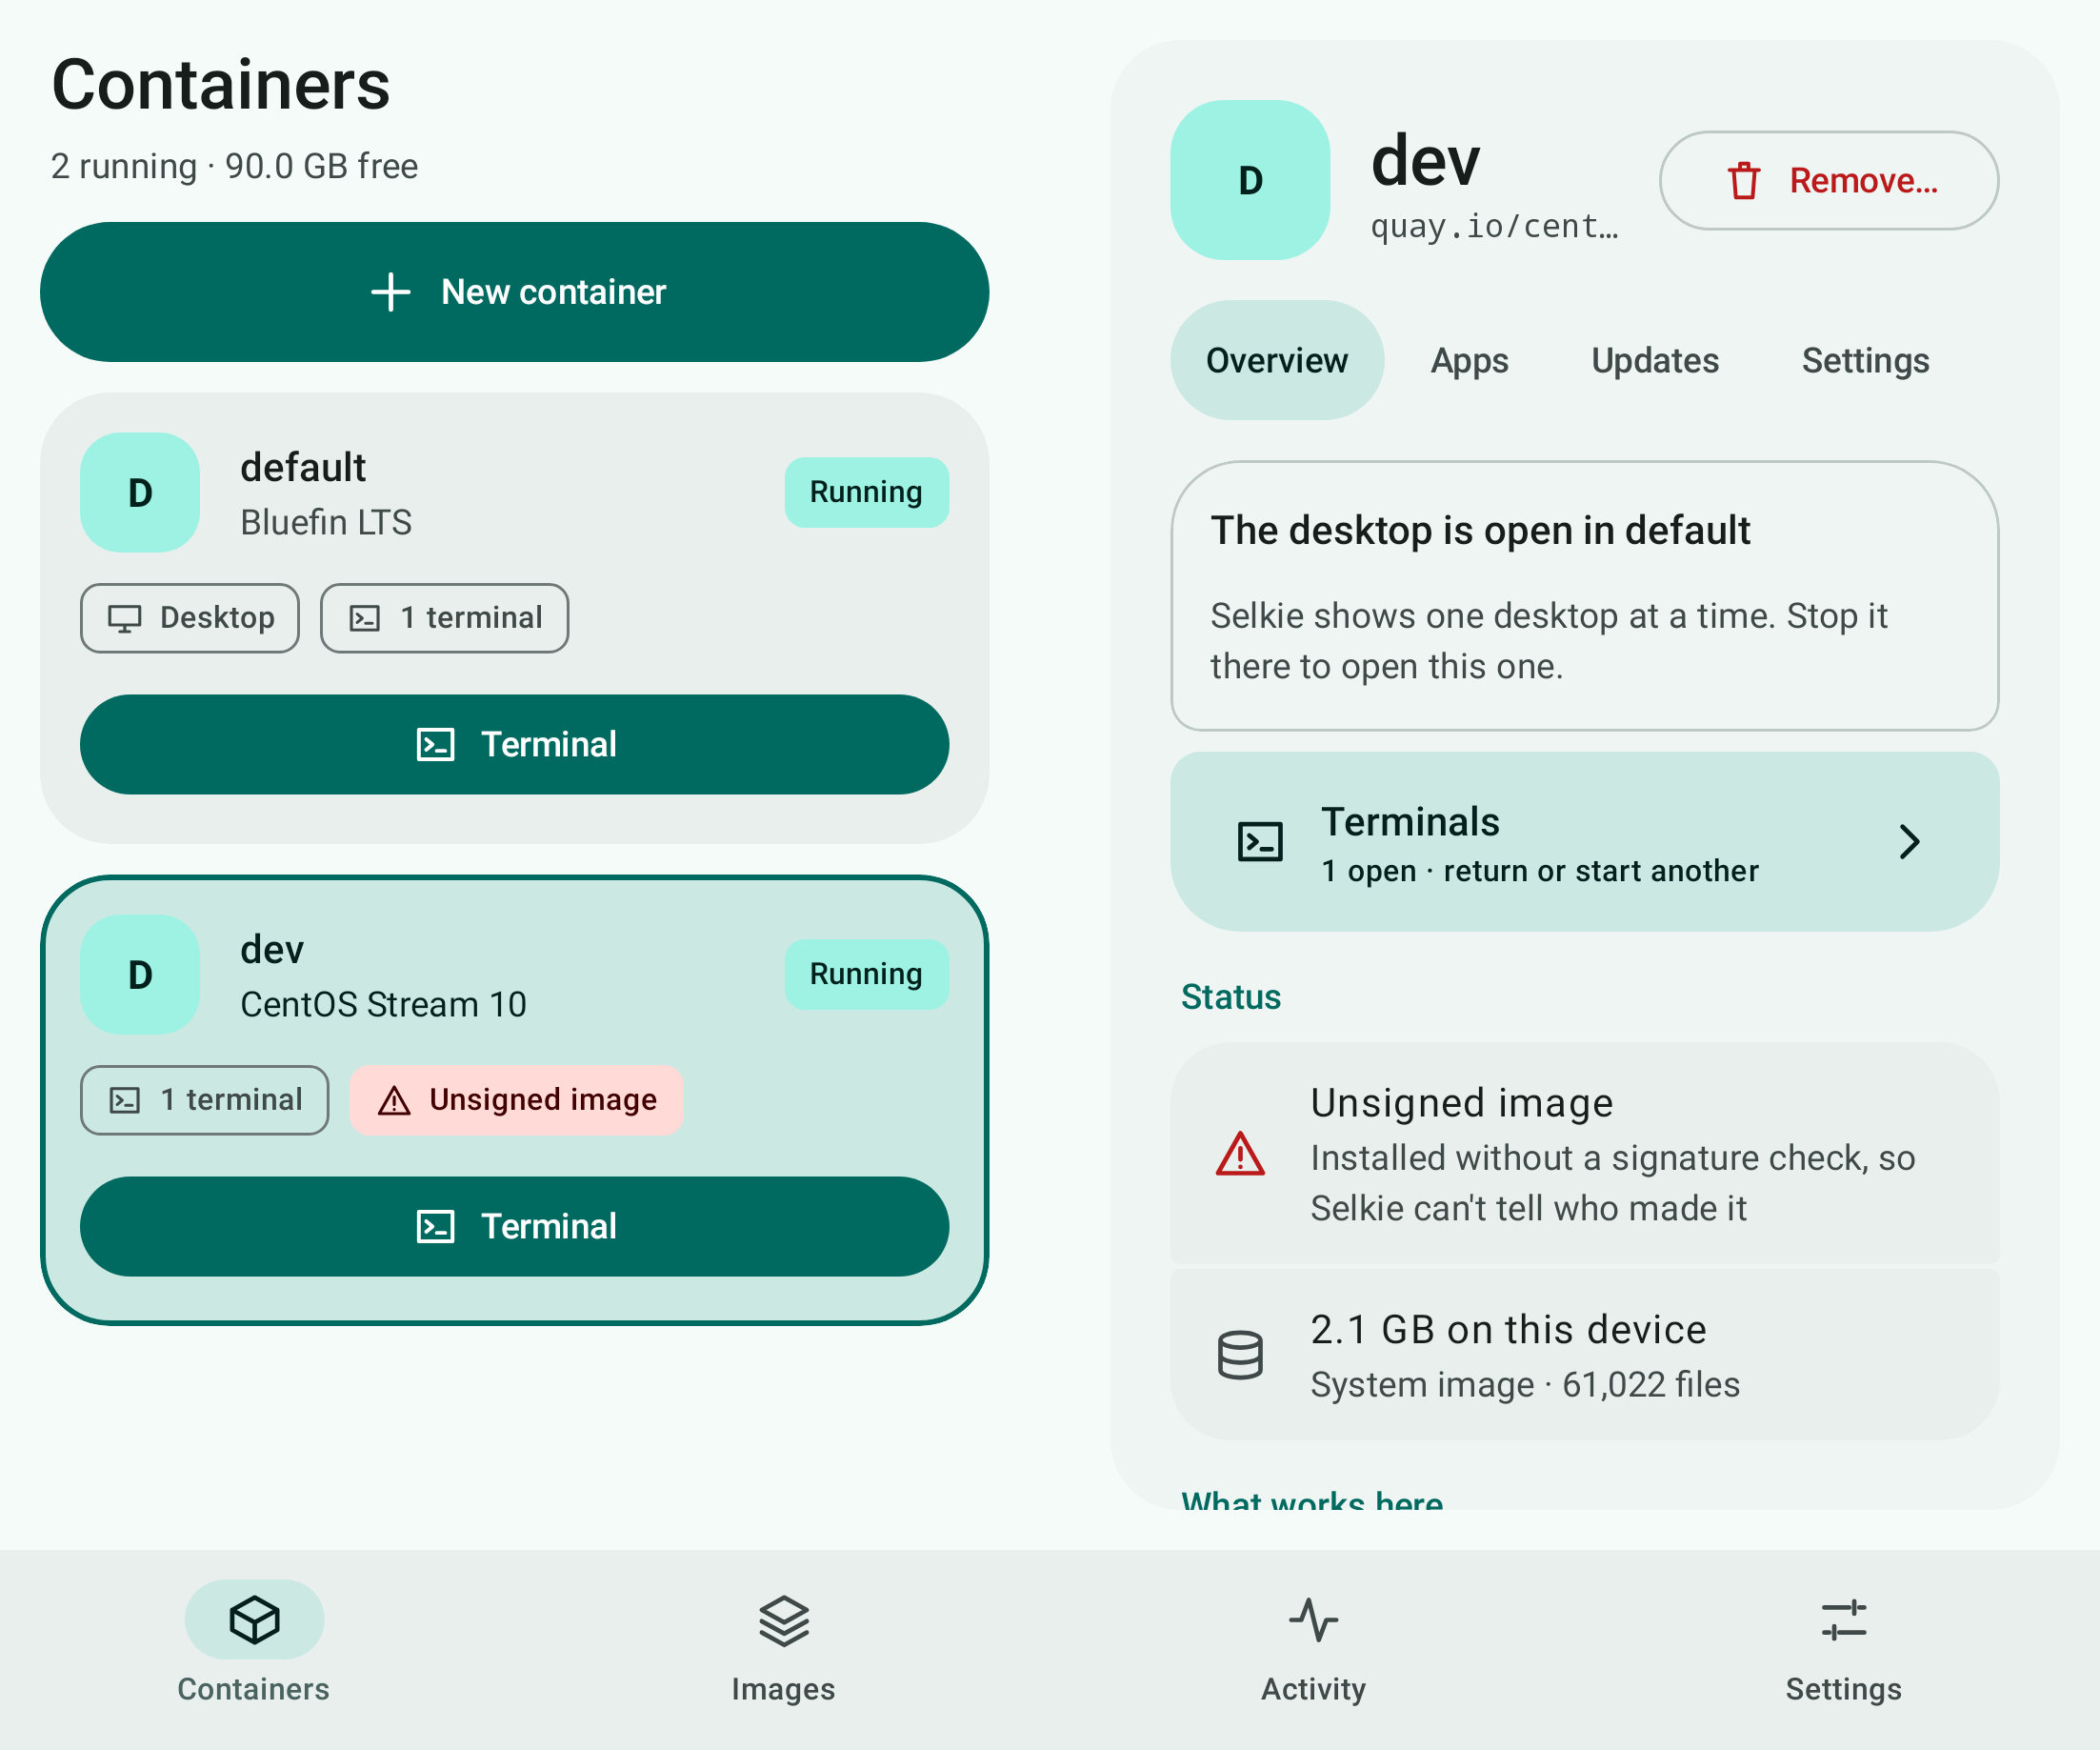 Containers
2 running · 90.0 GB free
New container
D
default
Bluefin LTS
Running
Desktop
1 terminal
Terminal
D
dev
CentOS Stream 10
Running
1 terminal
Unsigned image
Terminal
D
dev
quay.io/cent…
Remove…
Overview
Apps
Updates
Settings
The desktop is open in default
Selkie shows one desktop at a time. Stop it
there to open this one.
Terminals
1 open · return or start another
Status
Unsigned image
Installed without a signature check, so
Selkie can't tell who made it
2.1 GB on this device
System image · 61,022 files
What works here
Containers
Images
Activity
Settings